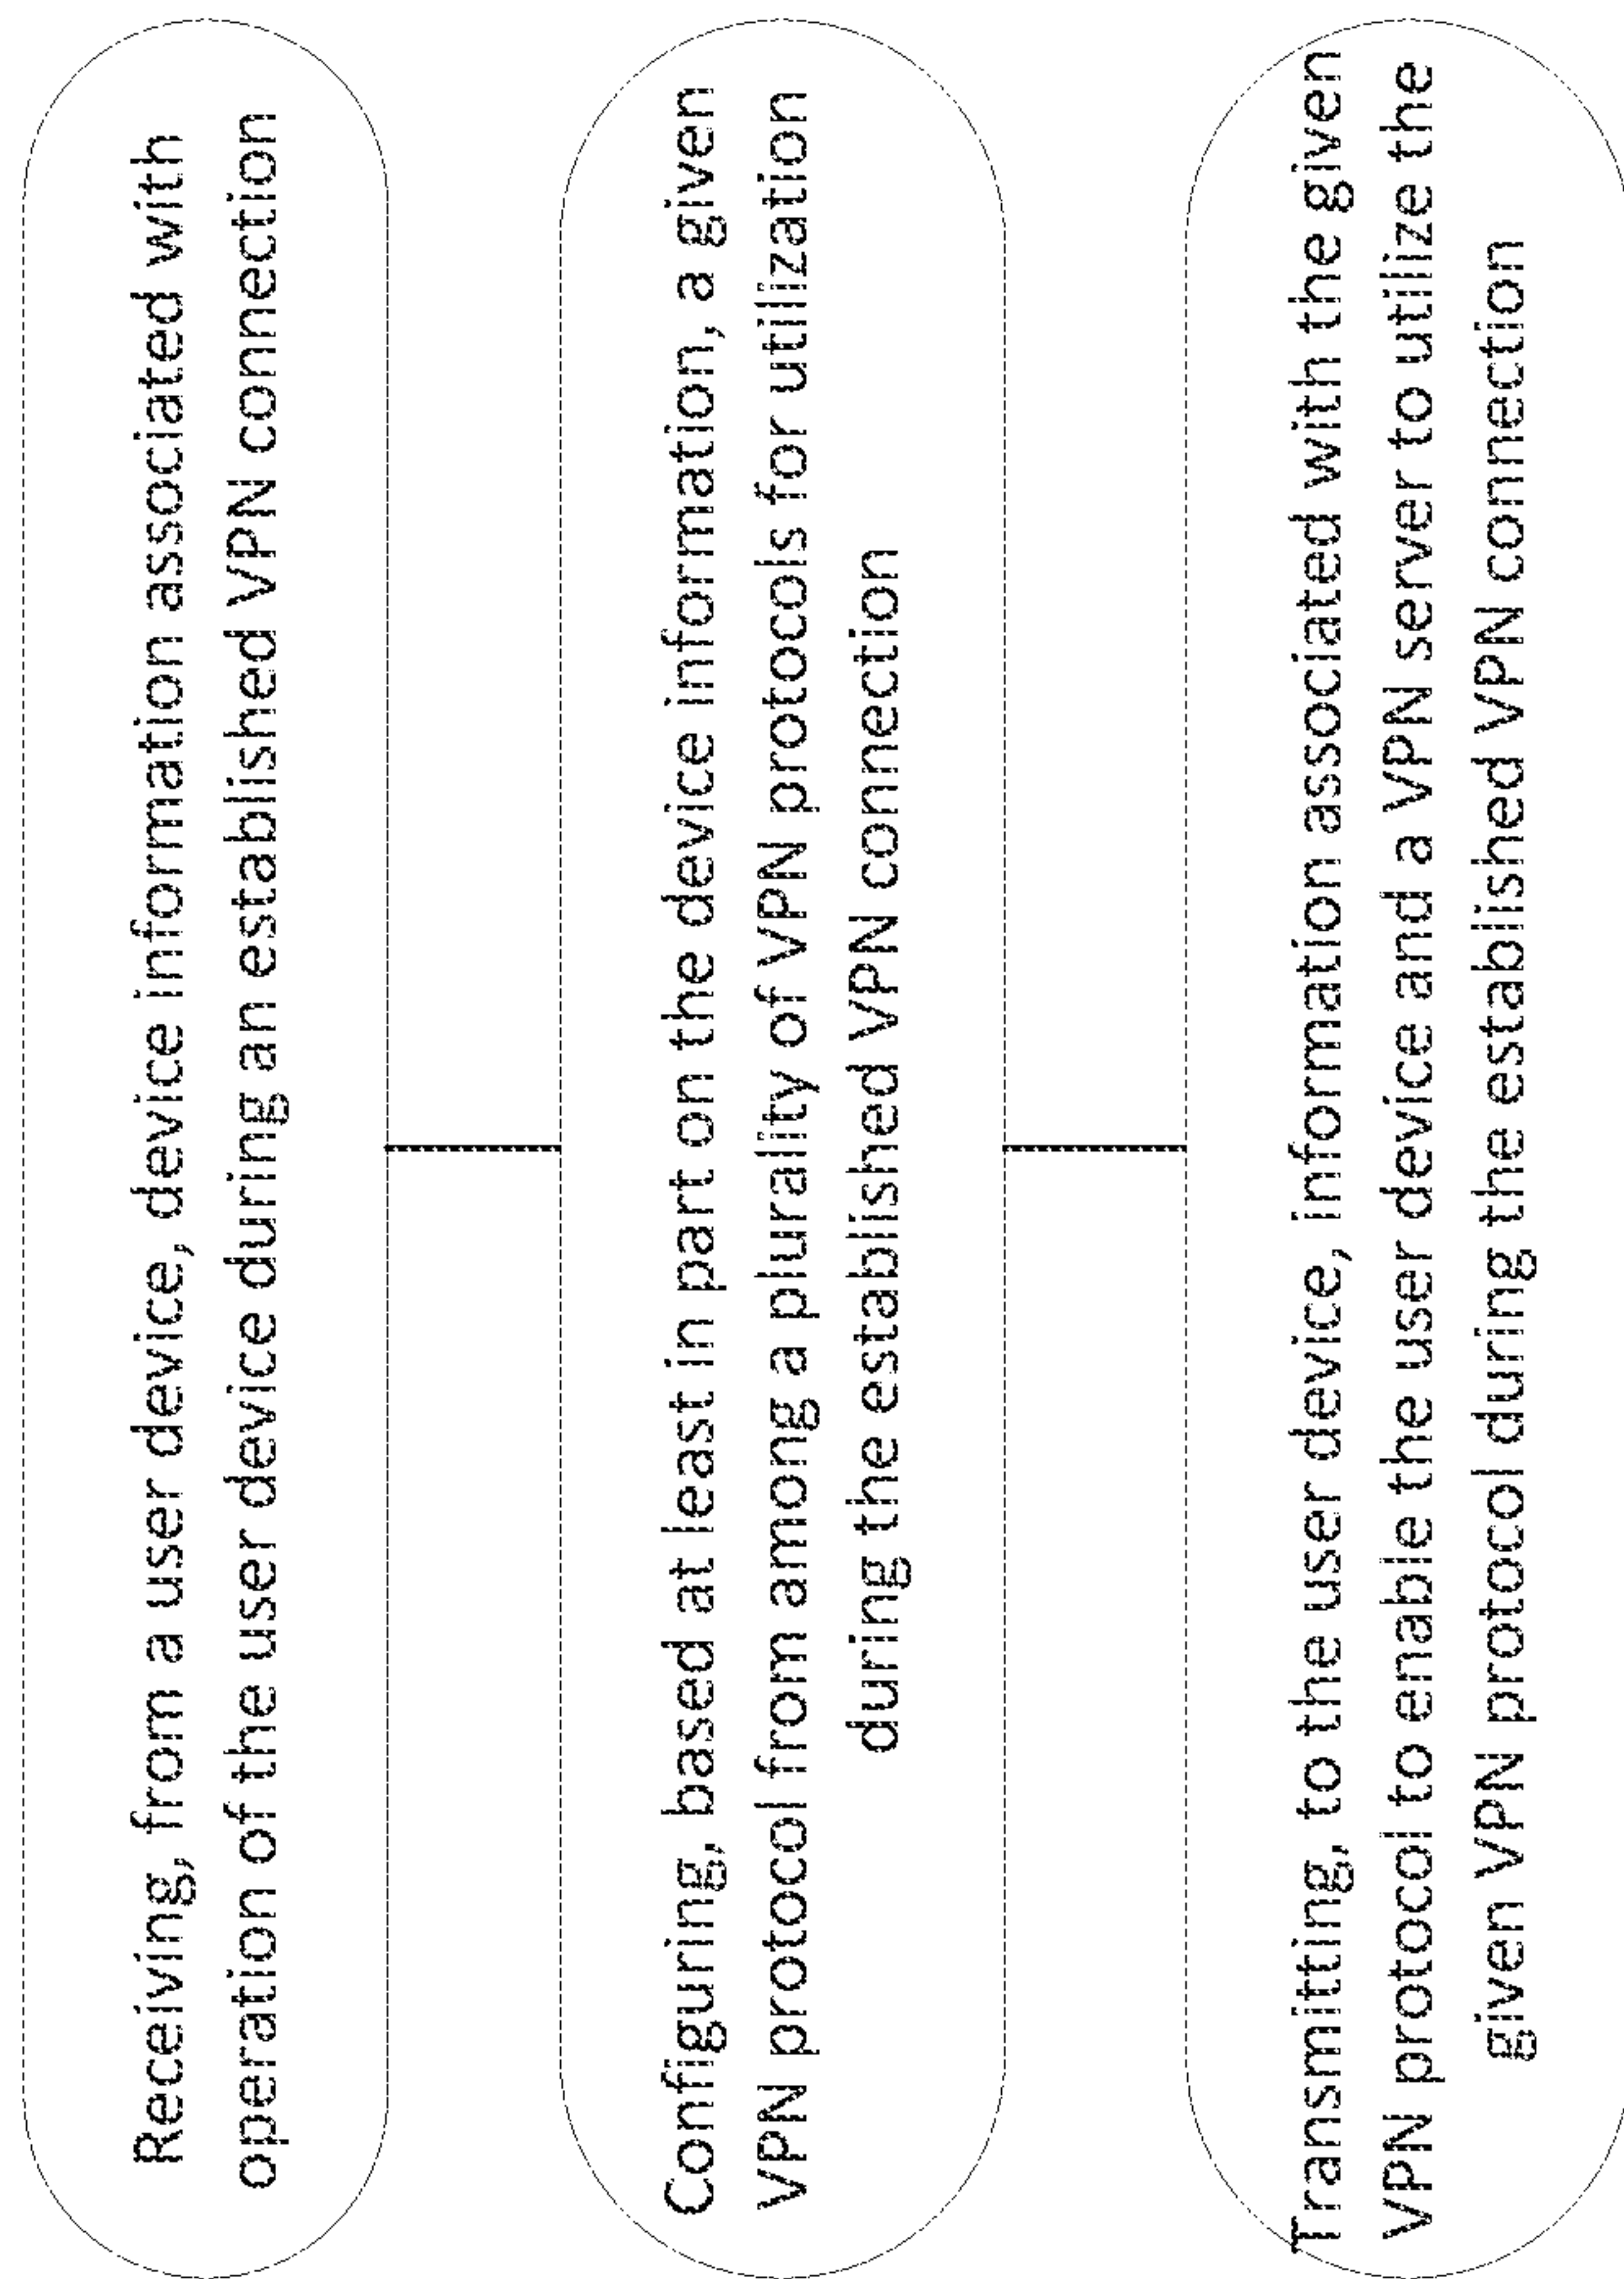 Receiving, from a user device, device information associated with
operation of the user device during an established VPN connection
Configuring, based at least in part on the device information, a given
VPN protocol from among a plurality of VPN protocols for utilization
during the established VPN connection
Transmitting, to the user device, information associated with the given
VPN protocol to enable the user device and a VPN server to utilize the
given VPN protocol during the established VPN connection